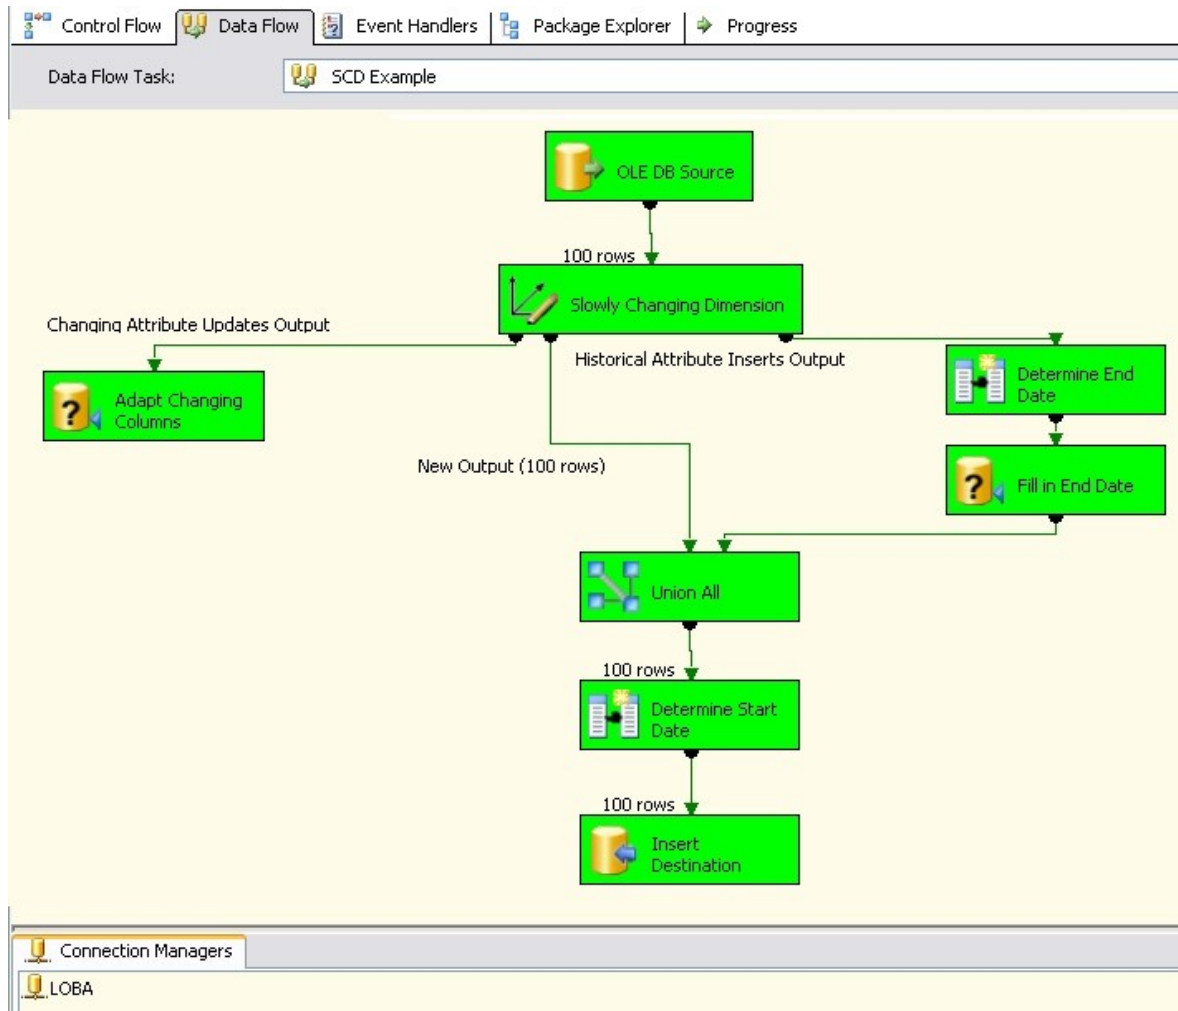 Control Flow
Data Flow
Event Handlers
Package Explorer
Progress
Data Flow Task:
SCD Example
OLE DB Source
100 rows
Slowly Changing Dimension
Changing Attribute Updates Output
Historical Attribute Inserts Output
Determine End
Date
Adapt Changing
Columns
New Output (100 rows)
Fill in End Date
Union All
100 rows
Determine Start
Date
100 rows
Insert
Destination
Connection Managers
LOBA